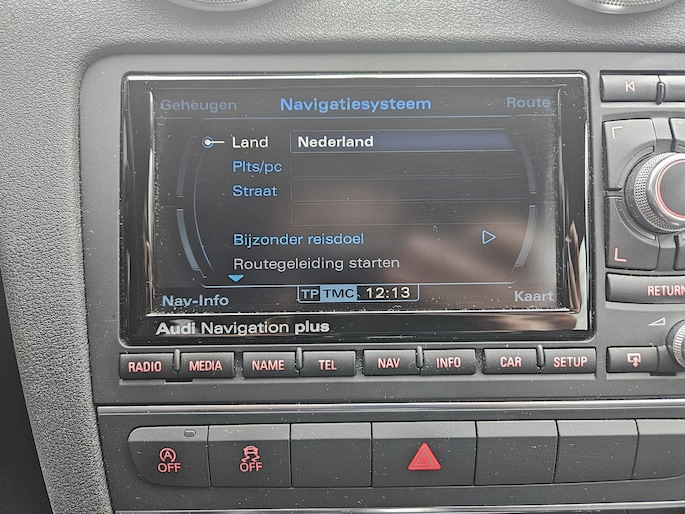 Geheugen Navigatiesysteem Route
Land Nederland
Plts/pc
Straat
Bijzonder reisdoel
Routegeleiding starten
Nav-Info TP TMC 12:13 Kaart
Audi Navigation plus
RETURN
RADIO MEDIA NAME TEL NAV INFO CAR SETUP
A OFF OFF